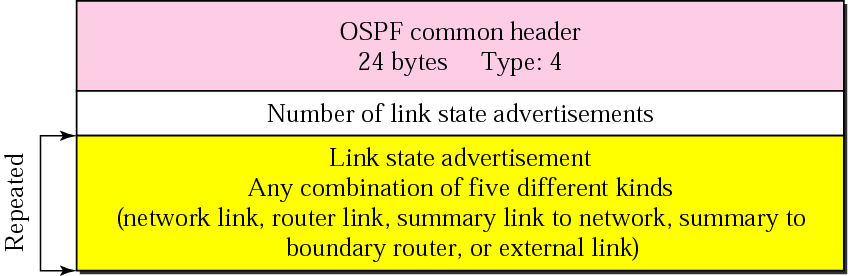 OSPF common header
24 bytes Type: 4
Number of link state advertisements
Repeated
Link state advertisement
Any combination of five different kinds
(network link, router link, summary link to network, summary to
boundary router, or external link)